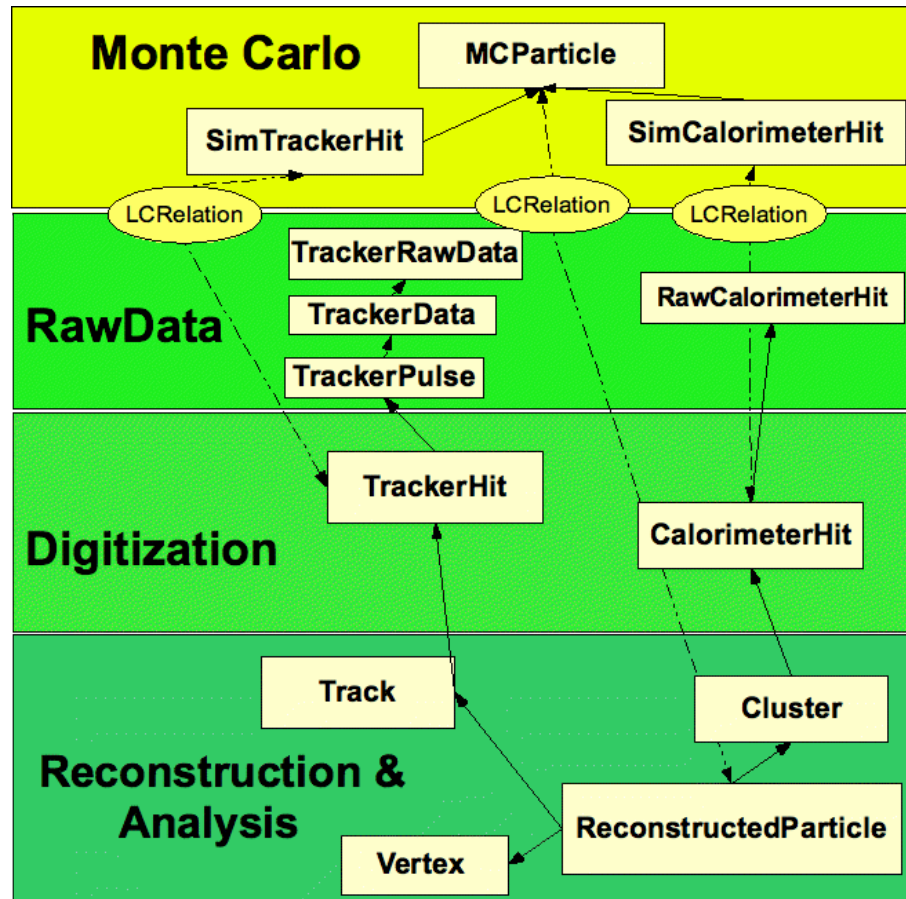 Monte Carlo
MCParticle
SimTrackerHit
SimCalorimeterHit
LCRelation
LCRelation
LCRelation
RawData
TrackerRawData
TrackerData
TrackerPulse
RawCalorimeterHit
Digitization
TrackerHit
CalorimeterHit
Reconstruction &
Analysis
Track
Cluster
ReconstructedParticle
Vertex